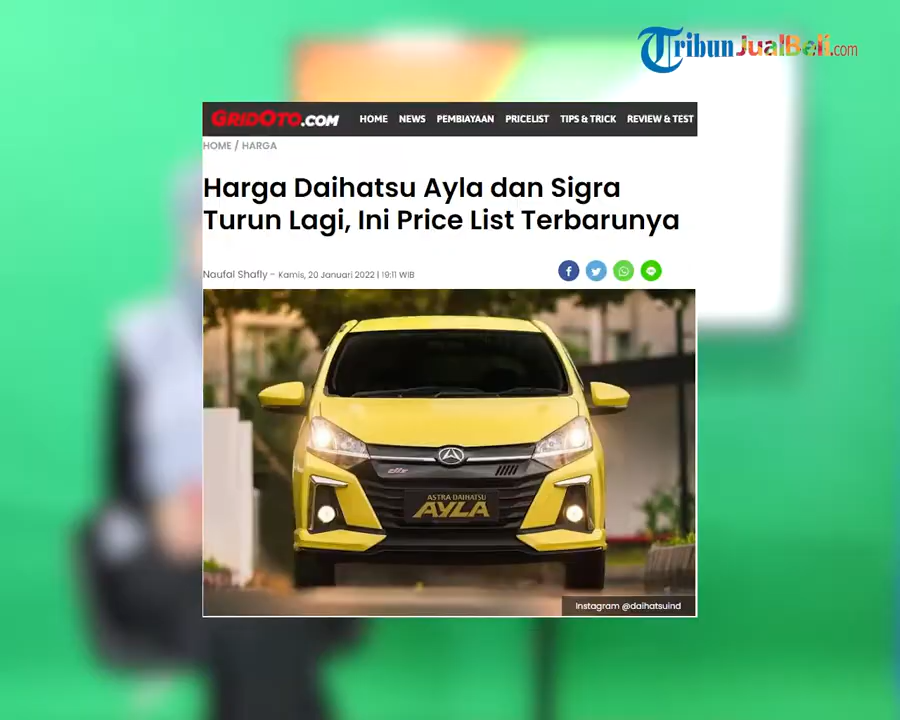 TribunJualBeli.com
GRIDOTO.COM HOME NEWS PEMBIAYAAN PRICELIST TIPS & TRICK REVIEW & TEST
HOME / HARGA
Harga Daihatsu Ayla dan Sigra
Turun Lagi, Ini Price List Terbarunya
Naufal Shafly - Kamis, 20 Januari 2022 | 19:11 WIB
ASTRA DAIHATSU
AYLA
Instagram @daihatsuind